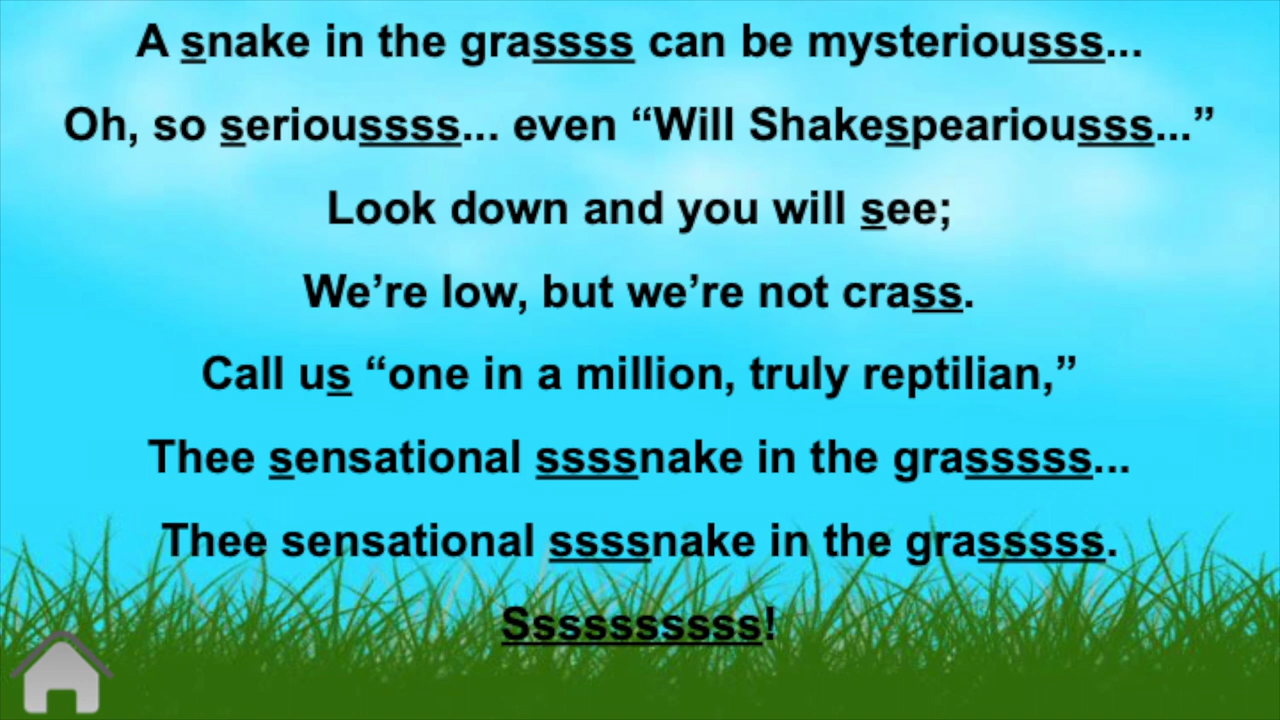 A snake in the grassss can be mysteriousss...
Oh, so serioussss... even “Will Shakespeariousss...”
Look down and you will see;
We’re low, but we’re not crass.
Call us “one in a million, truly reptilian,”
Thee sensational ssssnake in the grasssss...
Thee sensational ssssnake in the grasssss.
Ssssssssss!